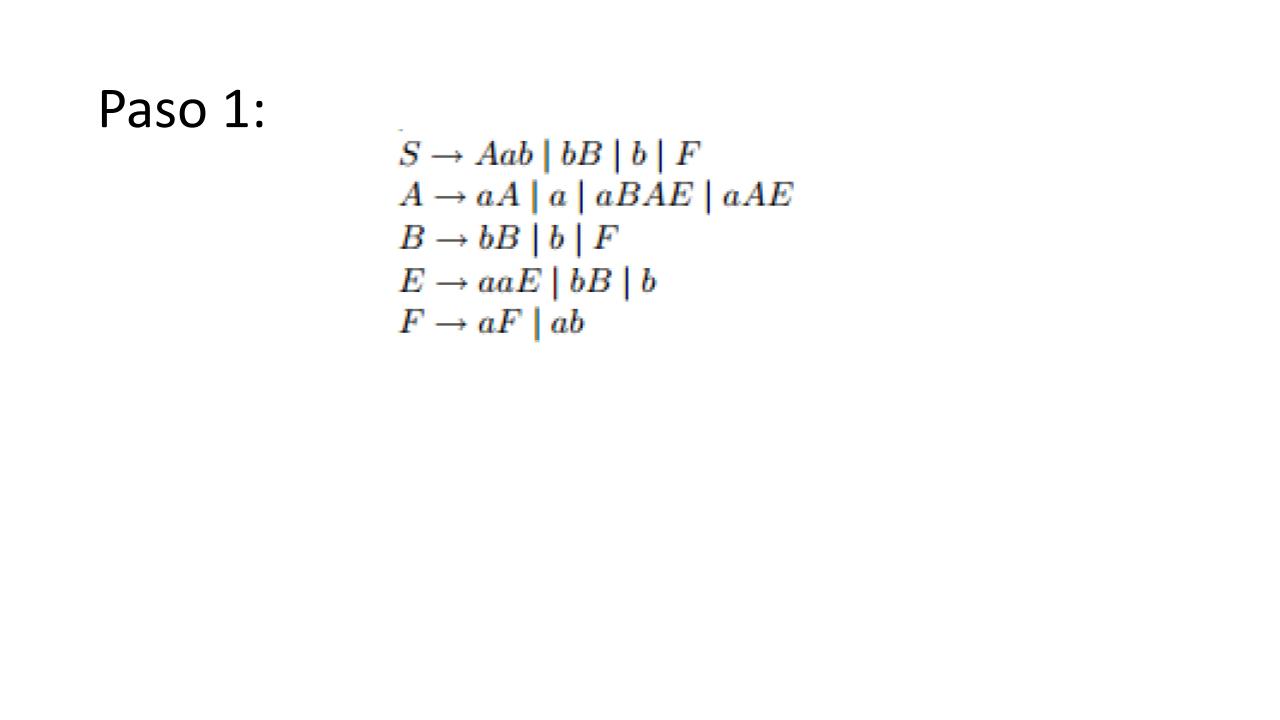 Paso 1:
S → Aab | bB | b | F
A → aA | a | aBAE | aAE
B → bB | b | F
E → aaE | bB | b
F → aF | ab